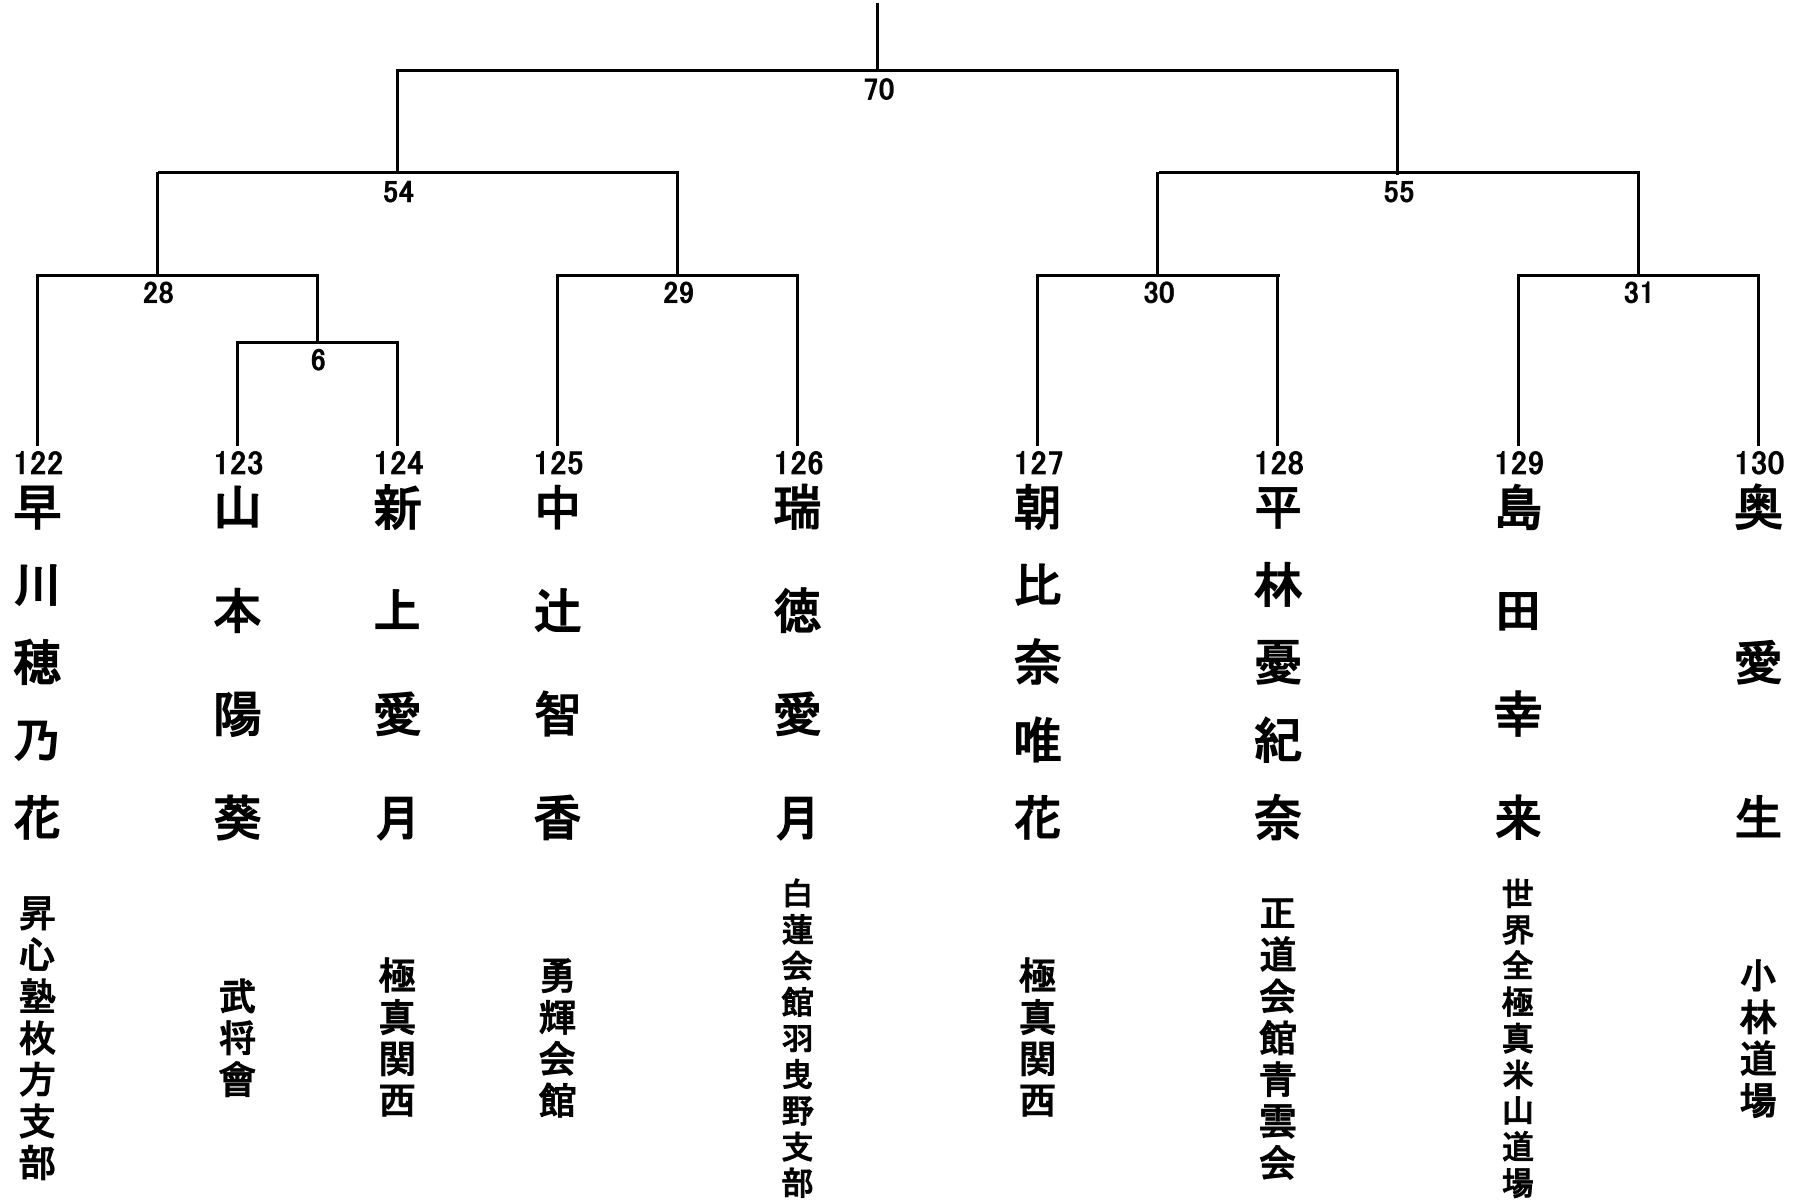 70
54
55
28
29
30
31
6
122
早川穂乃花
昇心塾枚方支部
123
山本陽葵
武将會
124
新上愛月
極真関西
125
中辻智香
勇輝会館
126
瑞徳愛月
白蓮会館羽曳野支部
127
朝比奈唯花
極真関西
128
平林憂紀奈
正道会館青雲会
129
島田幸来
世界全極真米山道場
130
奥愛生
小林道場